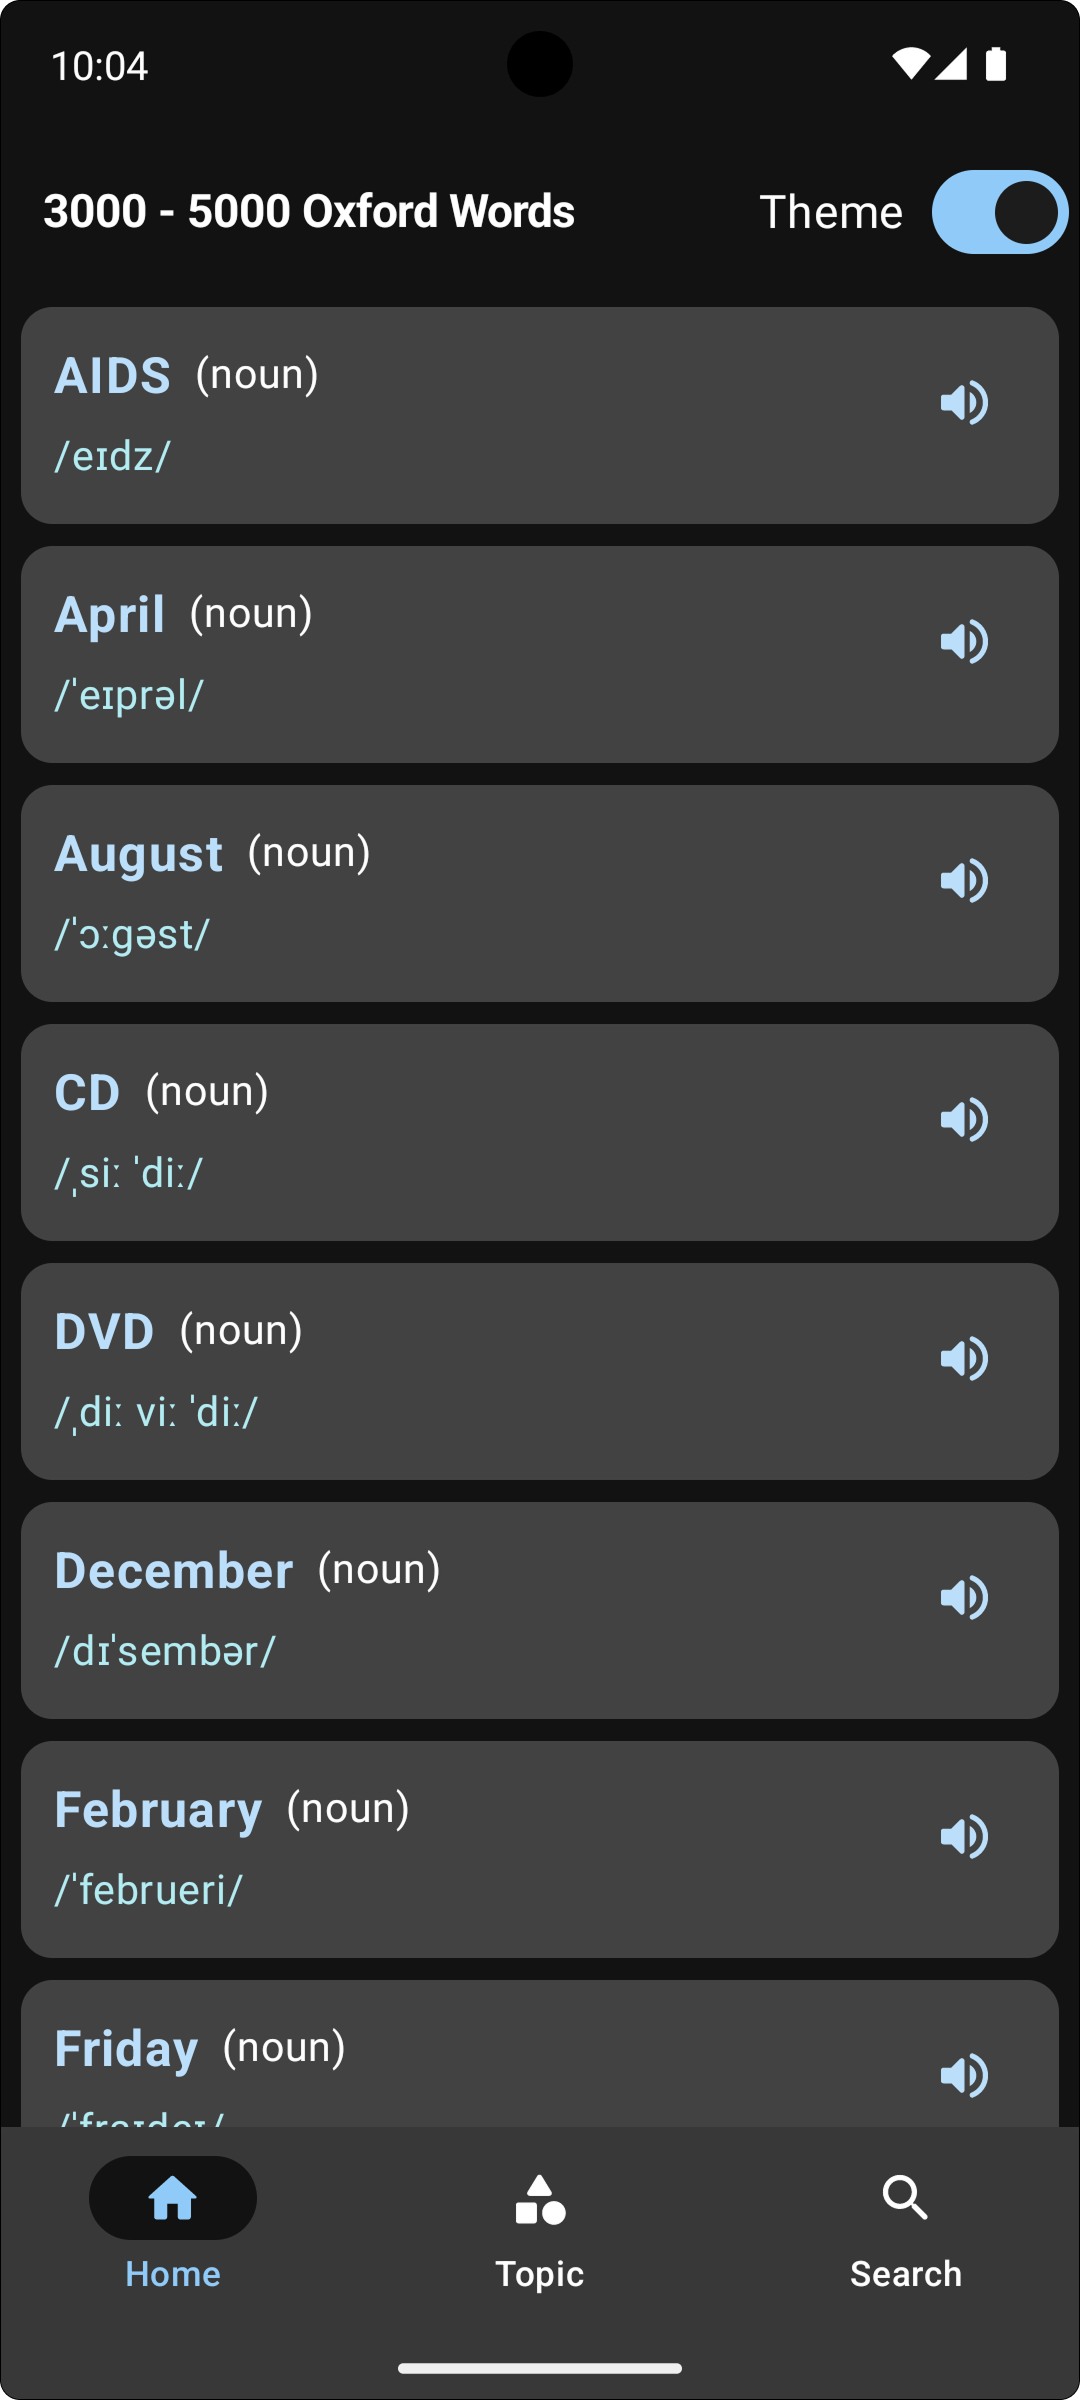 10:04
3000 - 5000 Oxford Words
Theme
AIDS (noun)
/eɪdz/
April (noun)
/ˈeɪprəl/
August (noun)
/ˈɔːɡəst/
CD (noun)
/ˌsiː ˈdiː/
DVD (noun)
/ˌdiː viː ˈdiː/
December (noun)
/dɪˈsembər/
February (noun)
/ˈfebrueri/
Friday (noun)
/ˈfraɪdeɪ/
Home
Topic
Search